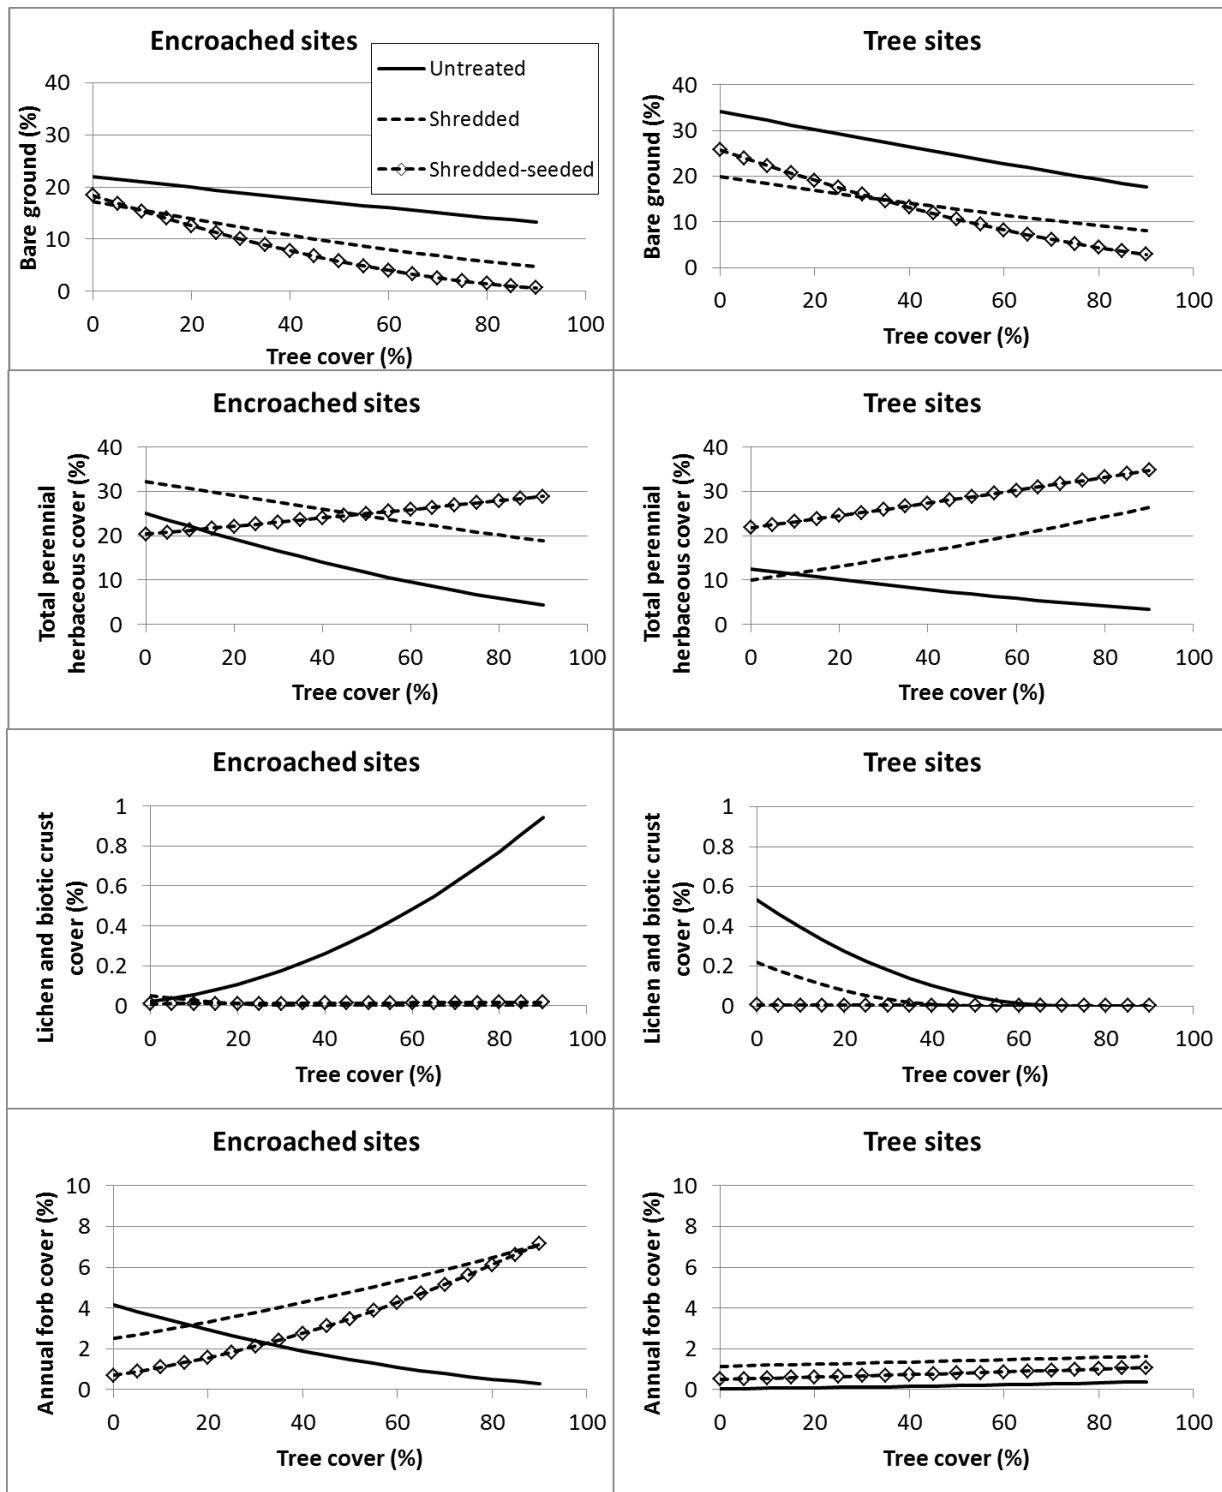 Encroached sites
Untreated
Shredded
Shredded-seeded
Bare ground (%)
40
30
20
10
0
0 20 40 60 80 100
Tree cover (%)
Tree sites
Bare ground (%)
40
30
20
10
0
0 20 40 60 80 100
Tree cover (%)
Encroached sites
Total perennial
herbaceous cover (%)
40
30
20
10
0
0 20 40 60 80 100
Tree cover (%)
Tree sites
Total perennial
herbaceous cover (%)
40
30
20
10
0
0 20 40 60 80 100
Tree cover (%)
Encroached sites
Lichen and biotic crust
cover (%)
1
0.8
0.6
0.4
0.2
0
0 20 40 60 80 100
Tree cover (%)
Tree sites
Lichen and biotic crust
cover (%)
1
0.8
0.6
0.4
0.2
0
0 20 40 60 80 100
Tree cover (%)
Encroached sites
Annual forb cover (%)
10
8
6
4
2
0
0 20 40 60 80 100
Tree cover (%)
Tree sites
Annual forb cover (%)
10
8
6
4
2
0
0 20 40 60 80 100
Tree cover (%)